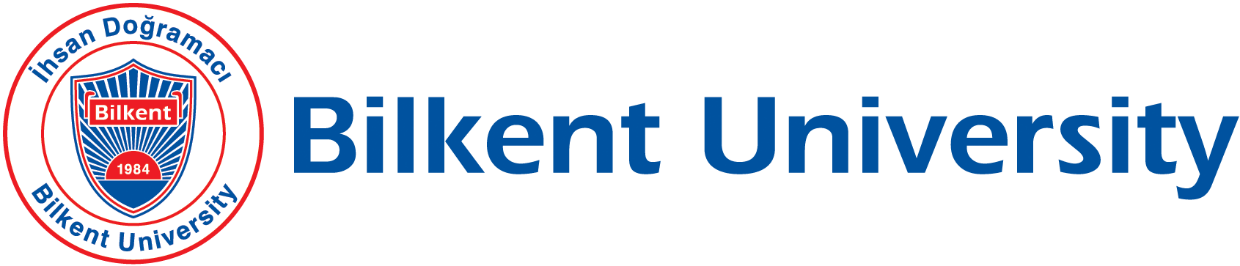 İhsan Doğramacı
Bilkent
1984
Bilkent University
Bilkent University